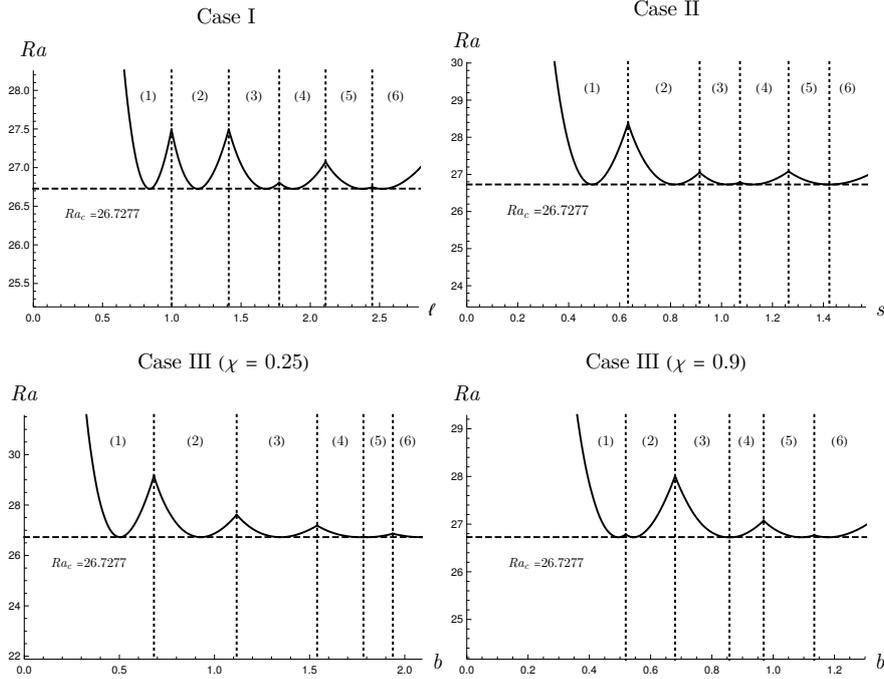 Case I
Ra
28.0
27.5
27.0
26.5
26.0
25.5
(1) (2) (3) (4) (5) (6)
Ra_c =26.7277
0.0 0.5 1.0 1.5 2.0 2.5
ℓ
Case II
Ra
30
29
28
27
26
25
24
(1) (2) (3) (4) (5) (6)
Ra_c =26.7277
0.0 0.2 0.4 0.6 0.8 1.0 1.2 1.4
s
Case III (χ = 0.25)
Ra
30
28
26
24
22
(1) (2) (3) (4) (5) (6)
Ra_c =26.7277
0.0 0.5 1.0 1.5 2.0
b
Case III (χ = 0.9)
Ra
29
28
27
26
25
(1) (2) (3) (4) (5) (6)
Ra_c =26.7277
0.0 0.2 0.4 0.6 0.8 1.0 1.2
b